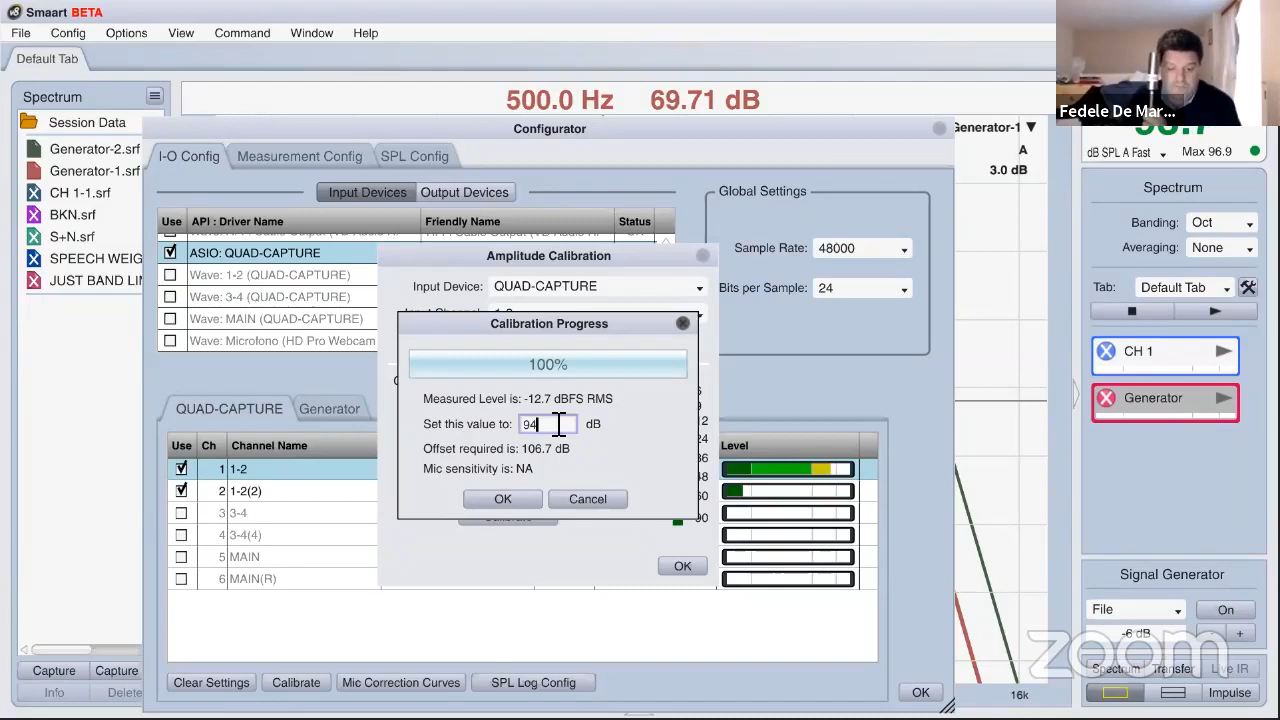 Smaart BETA
File Config Options View Command Window Help
Default Tab
Spectrum
Session Data
Generator-2.srf
Generator-1.srf
CH 1-1.srf
BKN.srf
S+N.srf
SPEECH WEIG
JUST BAND LIN
Capture Capture
Info Delete
500.0 Hz 69.71 dB
Configurator
I-O Config Measurement Config SPL Config
Input Devices Output Devices
Use API : Driver Name Friendly Name Status
ASIO: QUAD-CAPTURE
Wave: 1-2 (QUAD-CAPTURE)
Wave: 3-4 (QUAD-CAPTURE)
Wave: MAIN (QUAD-CAPTURE)
Wave: Microfono (HD Pro Webcam
Global Settings
Sample Rate: 48000
Bits per Sample: 24
Amplitude Calibration
Input Device: QUAD-CAPTURE
Calibration Progress
100%
Measured Level is: -12.7 dBFS RMS
Set this value to: 94 dB
Offset required is: 106.7 dB
Mic sensitivity is: NA
OK Cancel
OK
QUAD-CAPTURE Generator
Use Ch Channel Name Level
1 1-2
2 1-2(2)
3 3-4
4 3-4(4)
5 MAIN
6 MAIN(R)
Clear Settings Calibrate Mic Correction Curves SPL Log Config
OK
Generator-1
A
3.0 dB
16k
Fedele De Mar...
dB SPL A Fast Max 96.9
Spectrum
Banding: Oct
Averaging: None
Tab: Default Tab
CH 1
Generator
Signal Generator
File On
-6 dB +
zoom
Spectrum Transfer Live IR
Impulse